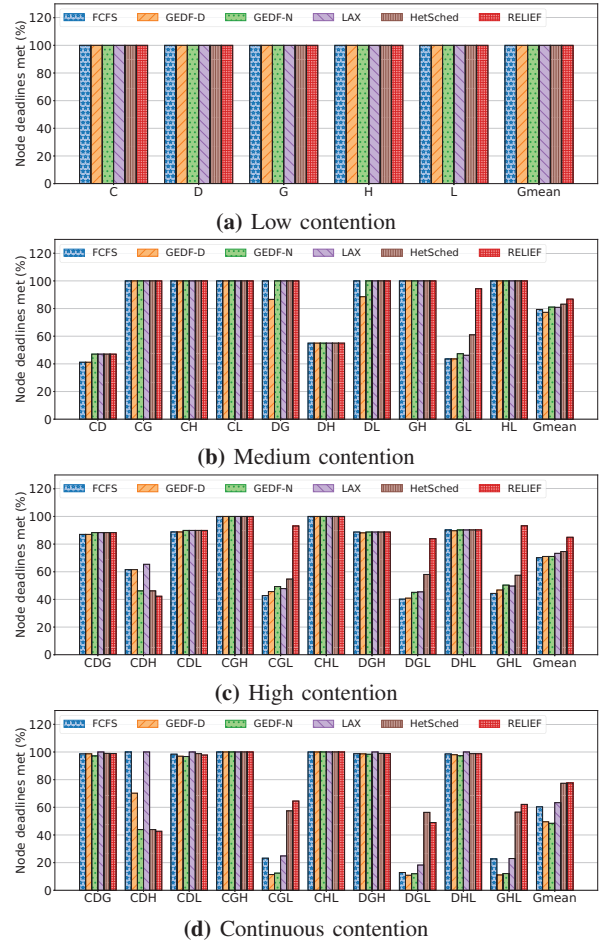 Node deadlines met (%)
120
100
80
60
40
20
0
FCFS GEDF-D GEDF-N LAX HetSched RELIEF
C D G H L Gmean
(a) Low contention
Node deadlines met (%)
120
100
80
60
40
20
0
FCFS GEDF-D GEDF-N LAX HetSched RELIEF
CD CG CH CL DG DH DL GH GL HL Gmean
(b) Medium contention
Node deadlines met (%)
120
100
80
60
40
20
0
FCFS GEDF-D GEDF-N LAX HetSched RELIEF
CDG CDH CDL CGH CGL CHL DGH DGL DHL GHL Gmean
(c) High contention
Node deadlines met (%)
120
100
80
60
40
20
0
FCFS GEDF-D GEDF-N LAX HetSched RELIEF
CDG CDH CDL CGH CGL CHL DGH DGL DHL GHL Gmean
(d) Continuous contention